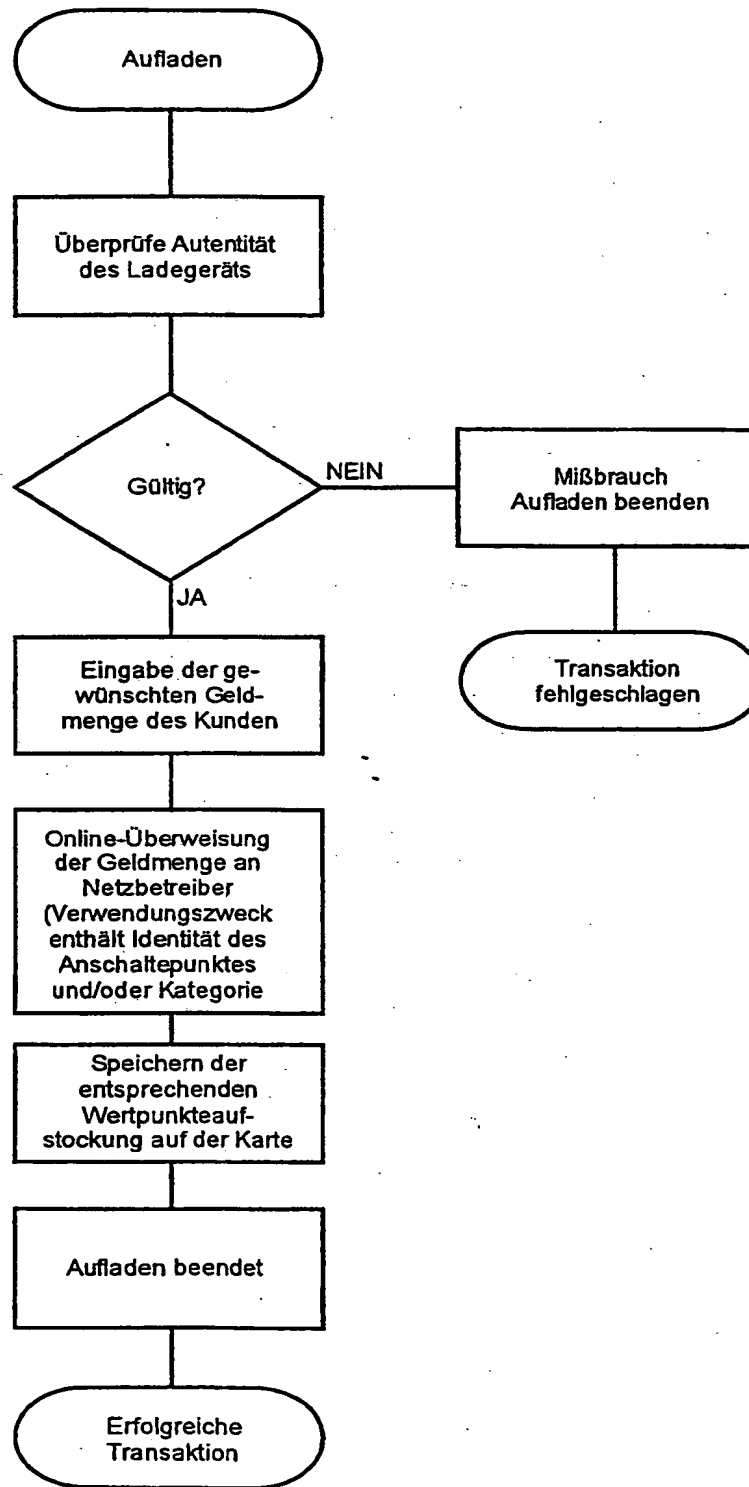 Aufladen
Überprüfe Autentität
des Ladegeräts
Gültig?
NEIN
Mißbrauch
Aufladen beenden
JA
Transaktion
fehlgeschlagen
Eingabe der ge-
wünschten Geld-
menge des Kunden
Online-Überweisung
der Geldmenge an
Netzbetreiber
(Verwendungszweck
enthält Identität des
Anschaltepunktes
und/oder Kategorie
Speichern der
entsprechenden
Wertpunkteauf-
stockung auf der Karte
Aufladen beendet
Erfolgreiche
Transaktion